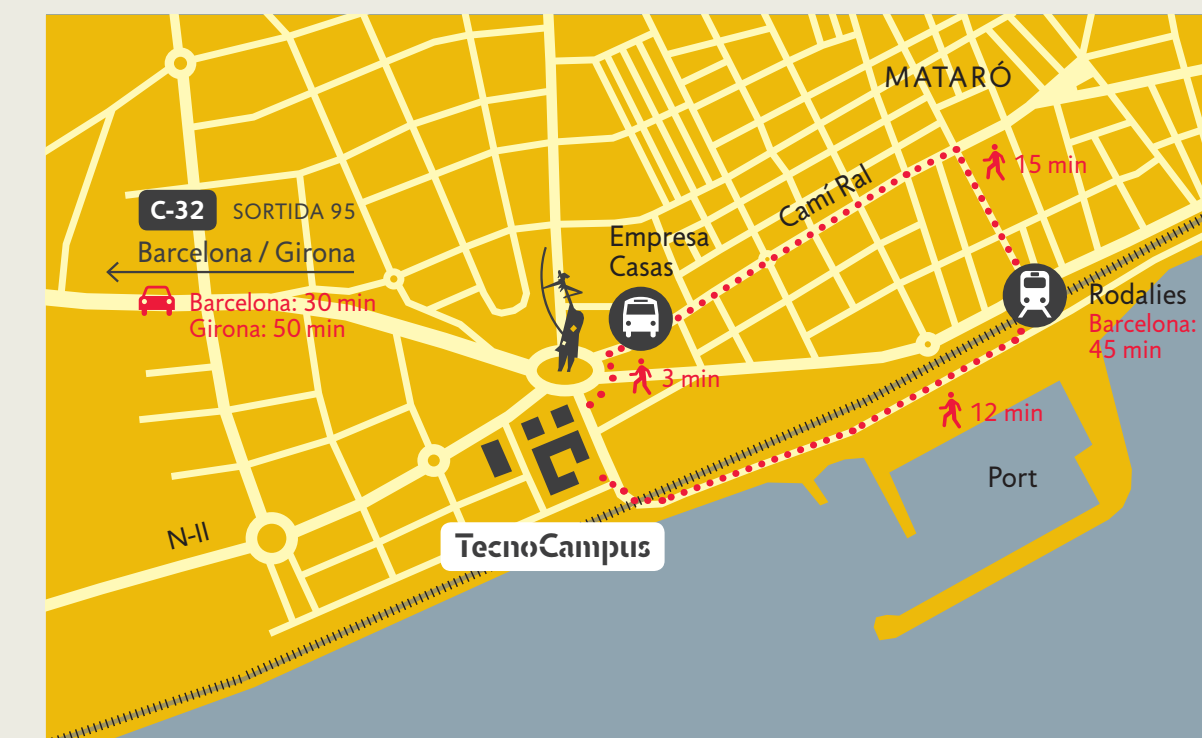 MATARÓ
15 min
Camí Ral
C-32 SORTIDA 95
Barcelona / Girona
Barcelona: 30 min
Girona: 50 min
Empresa
Casas
3 min
Rodalies
Barcelona:
45 min
12 min
Port
N-II
TecnoCampus